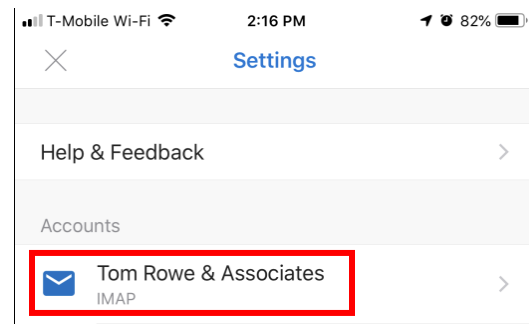 T-Mobile Wi-Fi 2:16 PM 82%
Settings
Help & Feedback
Accounts
Tom Rowe & Associates
IMAP